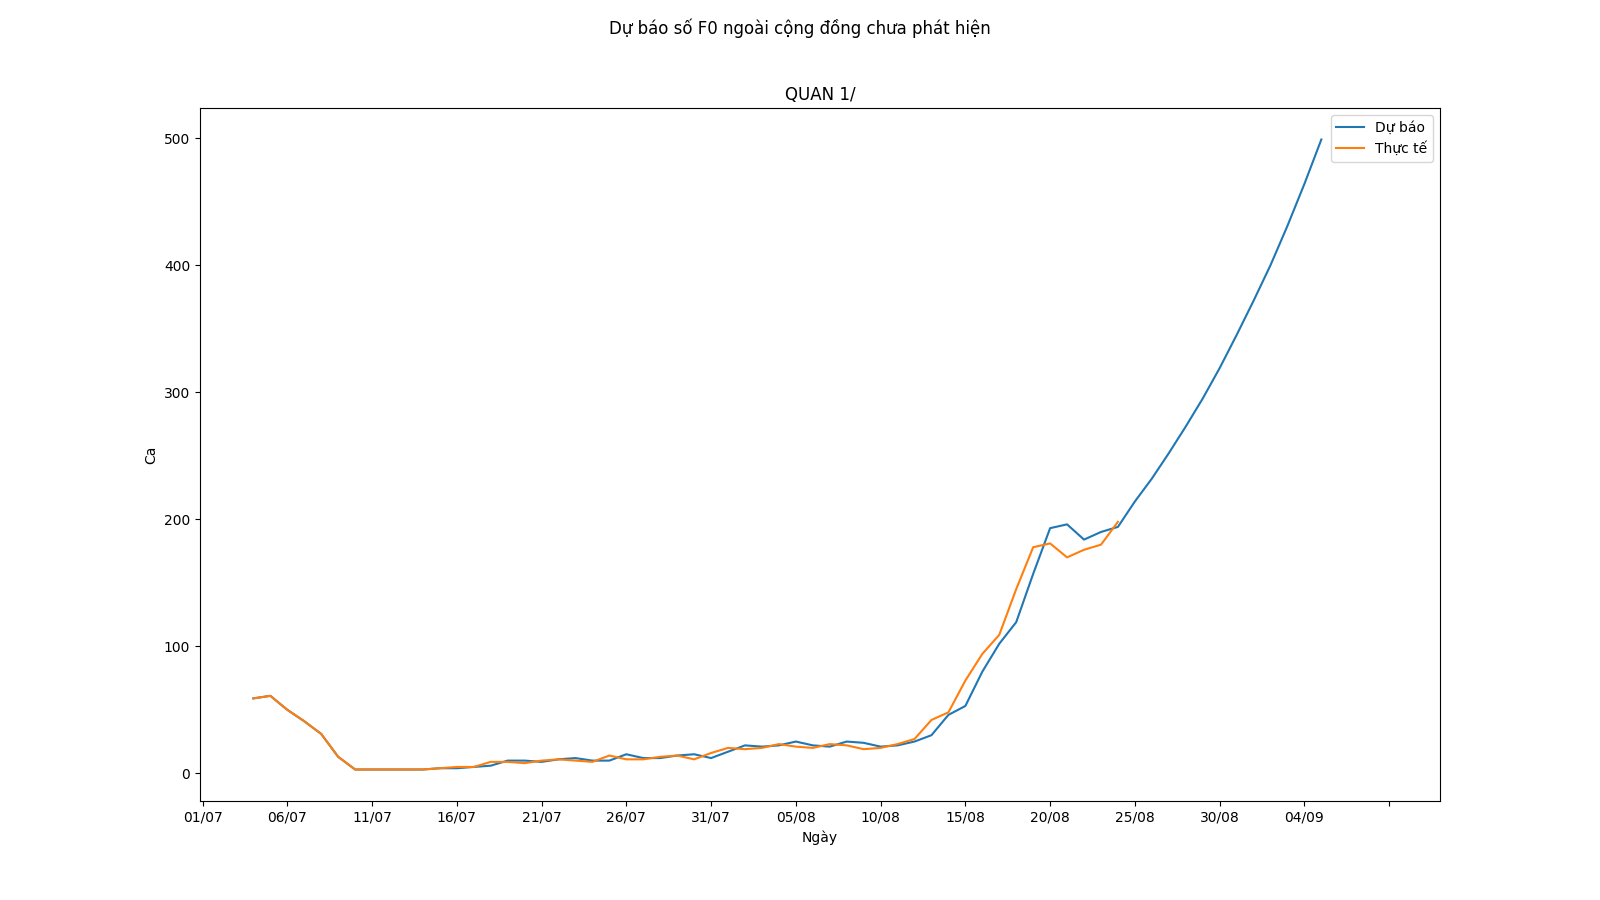 Dự báo số F0 ngoài cộng đồng chưa phát hiện
QUAN 1/
Dự báo
Thực tế
500
400
300
200
100
0
Ca
01/07 06/07 11/07 16/07 21/07 26/07 31/07 05/08 10/08 15/08 20/08 25/08 30/08 04/09
Ngày